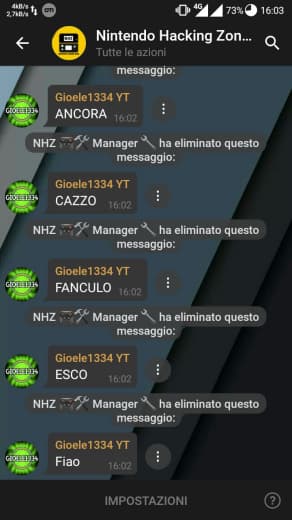 4kB/s
2,7kB/s
4G
73%
16:03
Nintendo Hacking Zon…
Tutte le azioni
messaggio:
Gioele1334 YT
ANCORA 16:02
GIOELE1334
NHZ Manager ha eliminato questo
messaggio:
Gioele1334 YT
CAZZO 16:02
GIOELE1334
NHZ Manager ha eliminato questo
messaggio:
Gioele1334 YT
FANCULO 16:02
GIOELE1334
NHZ Manager ha eliminato questo
messaggio:
Gioele1334 YT
ESCO 16:02
GIOELE1334
NHZ Manager ha eliminato questo
messaggio:
Gioele1334 YT
Fiao 16:02
GIOELE1334
IMPOSTAZIONI
?